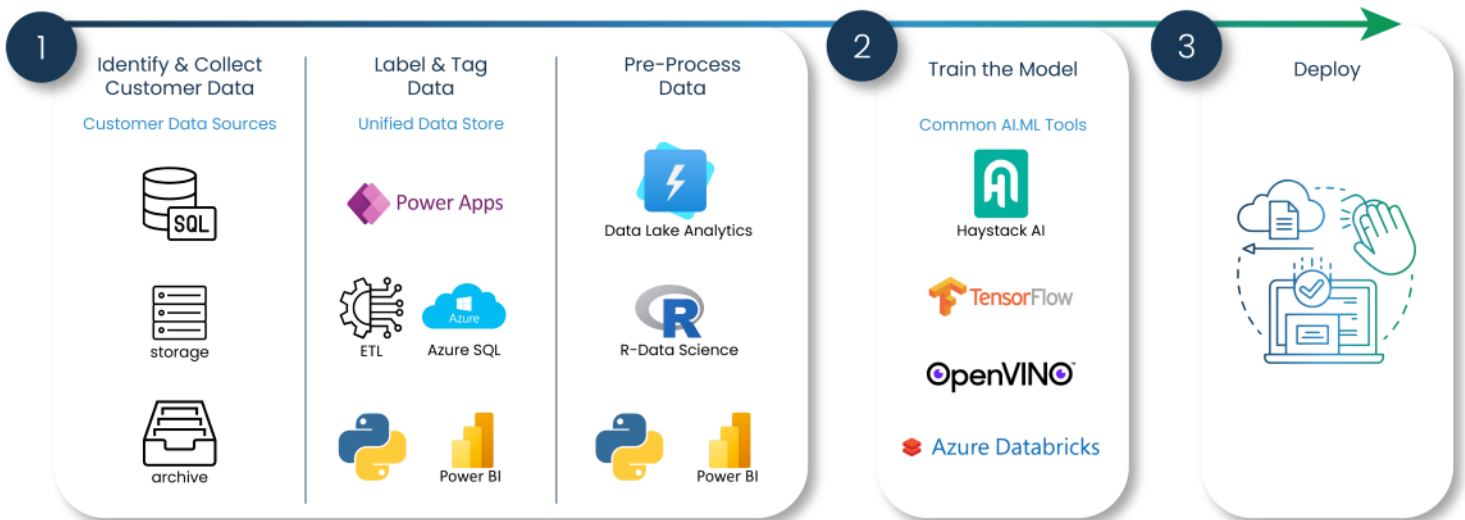 1
Identify & Collect
Customer Data
Customer Data Sources
SQL
storage
archive
Label & Tag
Data
Unified Data Store
Power Apps
ETL
Azure
Azure SQL
Power BI
Pre-Process
Data
Data Lake Analytics
R
R-Data Science
Power BI
2
Train the Model
Common AI.ML Tools
Haystack AI
TensorFlow
OpenVINO™
Azure Databricks
3
Deploy